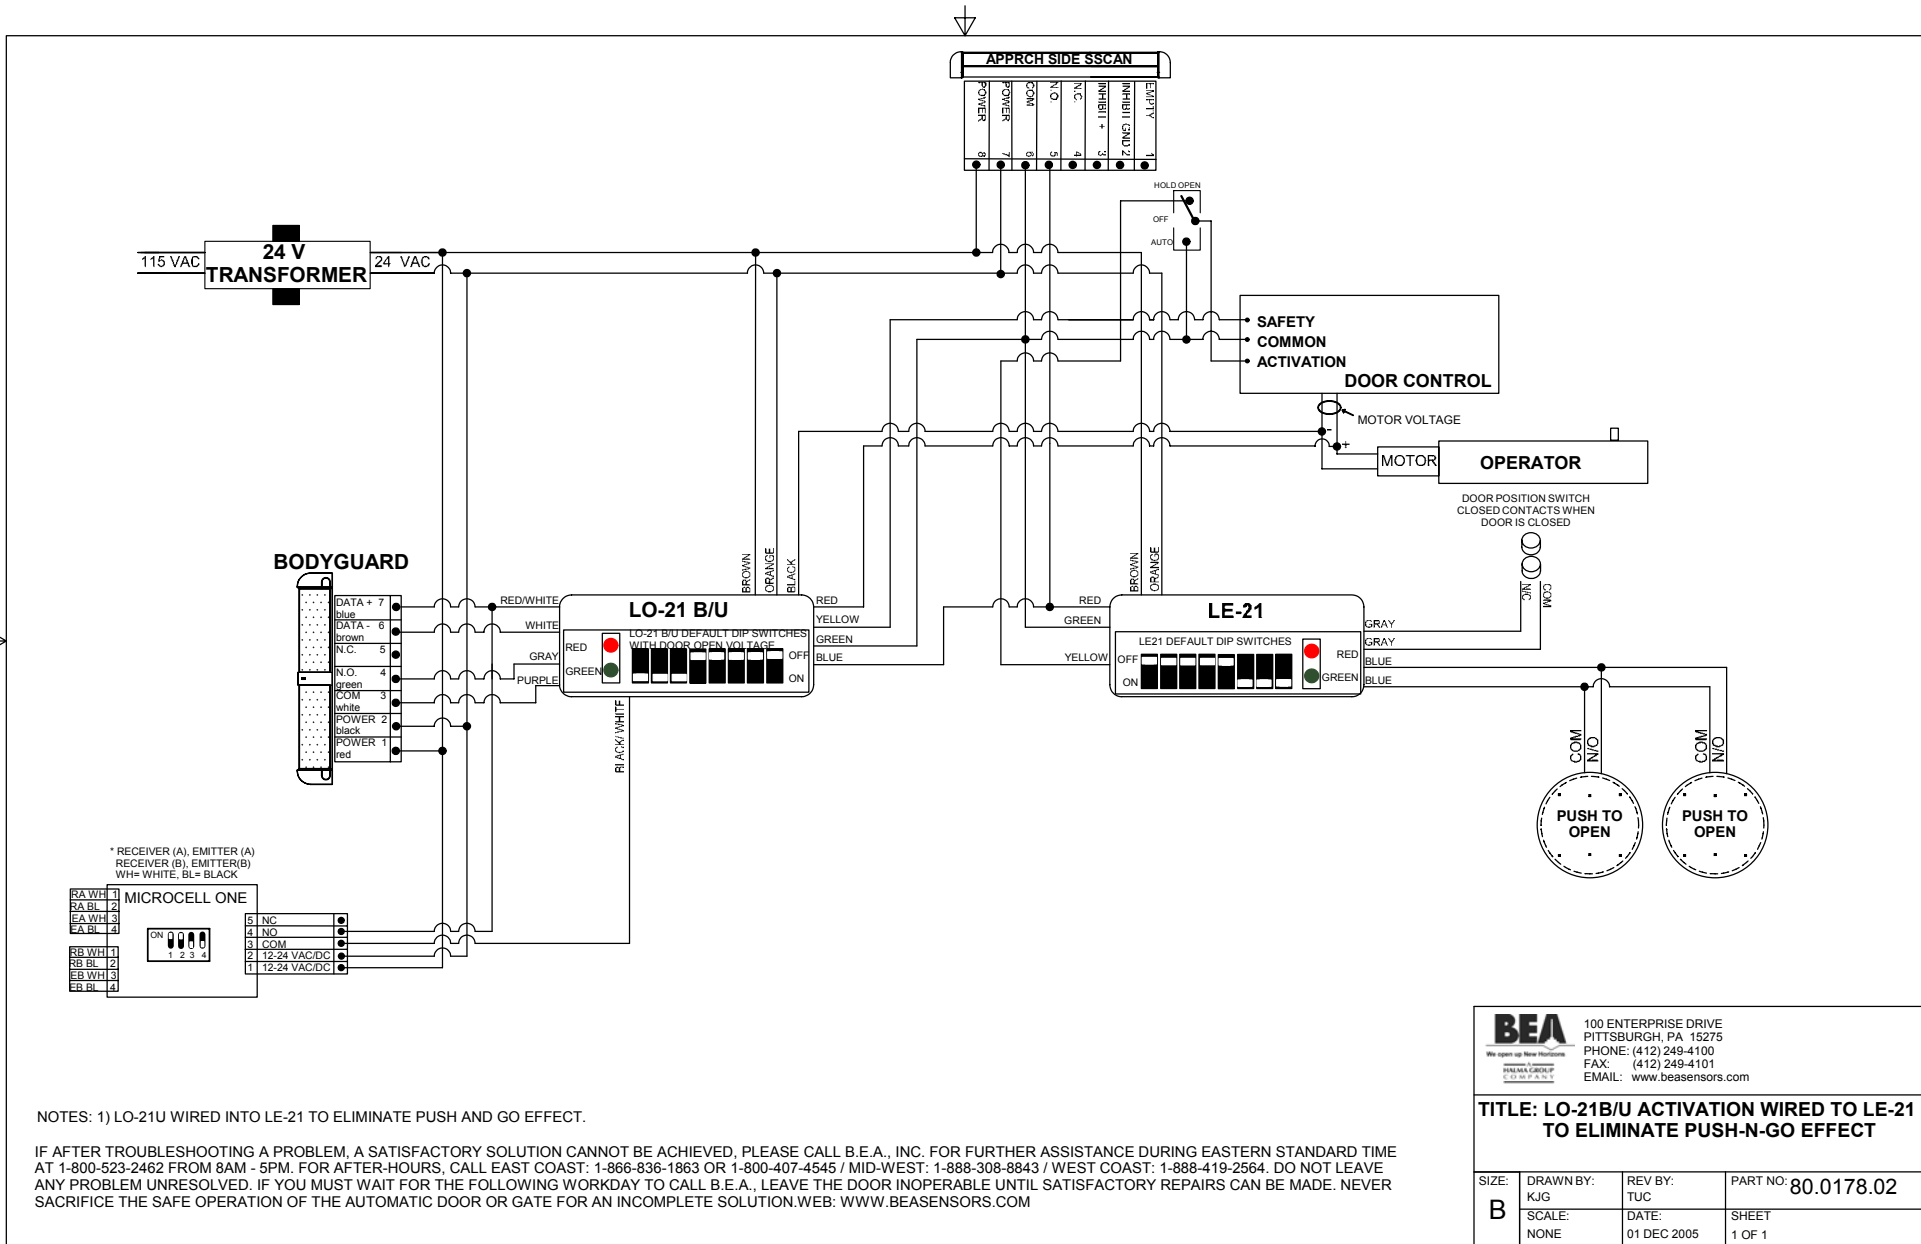 APPRCH SIDE SSCAN
POWER 8
POWER 7
COM 6
N.O. 5
N.C. 4
INHIBIT + 3
INHIBIT GND 2
EMPTY 1
HOLD OPEN
OFF
AUTO
115 VAC
24 V
TRANSFORMER
24 VAC
SAFETY
COMMON
ACTIVATION
DOOR CONTROL
MOTOR VOLTAGE
-
+
MOTOR
OPERATOR
DOOR POSITION SWITCH
CLOSED CONTACTS WHEN
DOOR IS CLOSED
N/C
COM
BODYGUARD
DATA + 7
blue
DATA - 6
brown
N.C. 5
N.O. 4
green
COM 3
white
POWER 2
black
POWER 1
red
RED/WHITE
WHITE
GRAY
PURPLE
BROWN
ORANGE
BLACK
LO-21 B/U
LO-21 B/U DEFAULT DIP SWITCHES
WITH DOOR OPEN VOLTAGE
RED
GREEN
OFF
ON
RED
YELLOW
GREEN
BLUE
BLACK/ WHITE
BROWN
ORANGE
RED
GREEN
YELLOW
LE-21
LE21 DEFAULT DIP SWITCHES
OFF
ON
RED
GREEN
GRAY
GRAY
BLUE
BLUE
COM
N/O
COM
N/O
PUSH TO
OPEN
PUSH TO
OPEN
* RECEIVER (A), EMITTER (A)
RECEIVER (B), EMITTER(B)
WH= WHITE, BL= BLACK
MICROCELL ONE
RA WH 1
RA BL 2
EA WH 3
EA BL 4
RB WH 1
RB BL 2
EB WH 3
EB BL 4
ON
1 2 3 4
5 NC
4 NO
3 COM
2 12-24 VAC/DC
1 12-24 VAC/DC
NOTES: 1) LO-21U WIRED INTO LE-21 TO ELIMINATE PUSH AND GO EFFECT.
IF AFTER TROUBLESHOOTING A PROBLEM, A SATISFACTORY SOLUTION CANNOT BE ACHIEVED, PLEASE CALL B.E.A., INC. FOR FURTHER ASSISTANCE DURING EASTERN STANDARD TIME
AT 1-800-523-2462 FROM 8AM - 5PM. FOR AFTER-HOURS, CALL EAST COAST: 1-866-836-1863 OR 1-800-407-4545 / MID-WEST: 1-888-308-8843 / WEST COAST: 1-888-419-2564. DO NOT LEAVE
ANY PROBLEM UNRESOLVED. IF YOU MUST WAIT FOR THE FOLLOWING WORKDAY TO CALL B.E.A., LEAVE THE DOOR INOPERABLE UNTIL SATISFACTORY REPAIRS CAN BE MADE. NEVER
SACRIFICE THE SAFE OPERATION OF THE AUTOMATIC DOOR OR GATE FOR AN INCOMPLETE SOLUTION.WEB: WWW.BEASENSORS.COM
BEA
We open up New Horizons
A
HALMA GROUP
COMPANY
100 ENTERPRISE DRIVE
PITTSBURGH, PA 15275
PHONE: (412) 249-4100
FAX: (412) 249-4101
EMAIL: www.beasensors.com
TITLE: LO-21B/U ACTIVATION WIRED TO LE-21
TO ELIMINATE PUSH-N-GO EFFECT
SIZE:
B
DRAWN BY:
KJG
REV BY:
TUC
PART NO: 80.0178.02
SCALE:
NONE
DATE:
01 DEC 2005
SHEET
1 OF 1